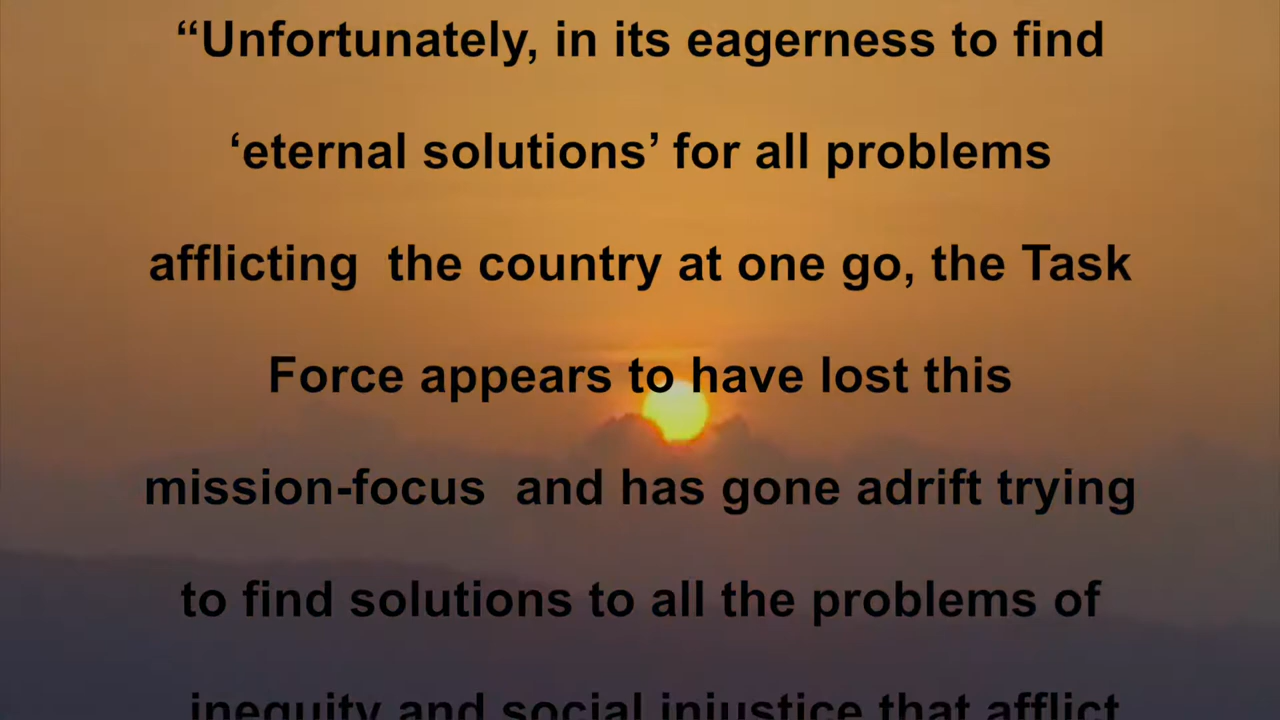 “Unfortunately, in its eagerness to find
‘eternal solutions’ for all problems
afflicting  the country at one go, the Task
Force appears to have lost this
mission-focus  and has gone adrift trying
to find solutions to all the problems of
inequity and social injustice that afflict